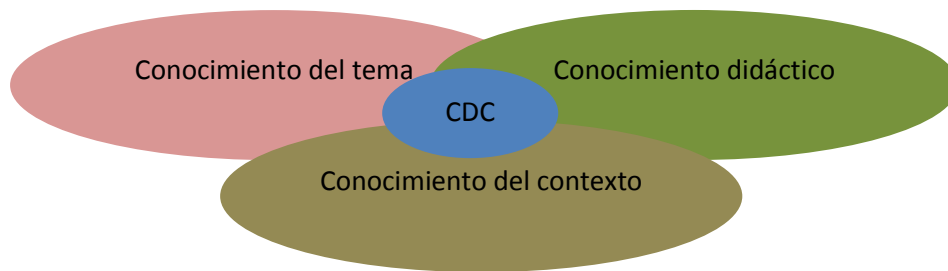 Conocimiento del tema
Conocimiento didáctico
CDC
Conocimiento del contexto